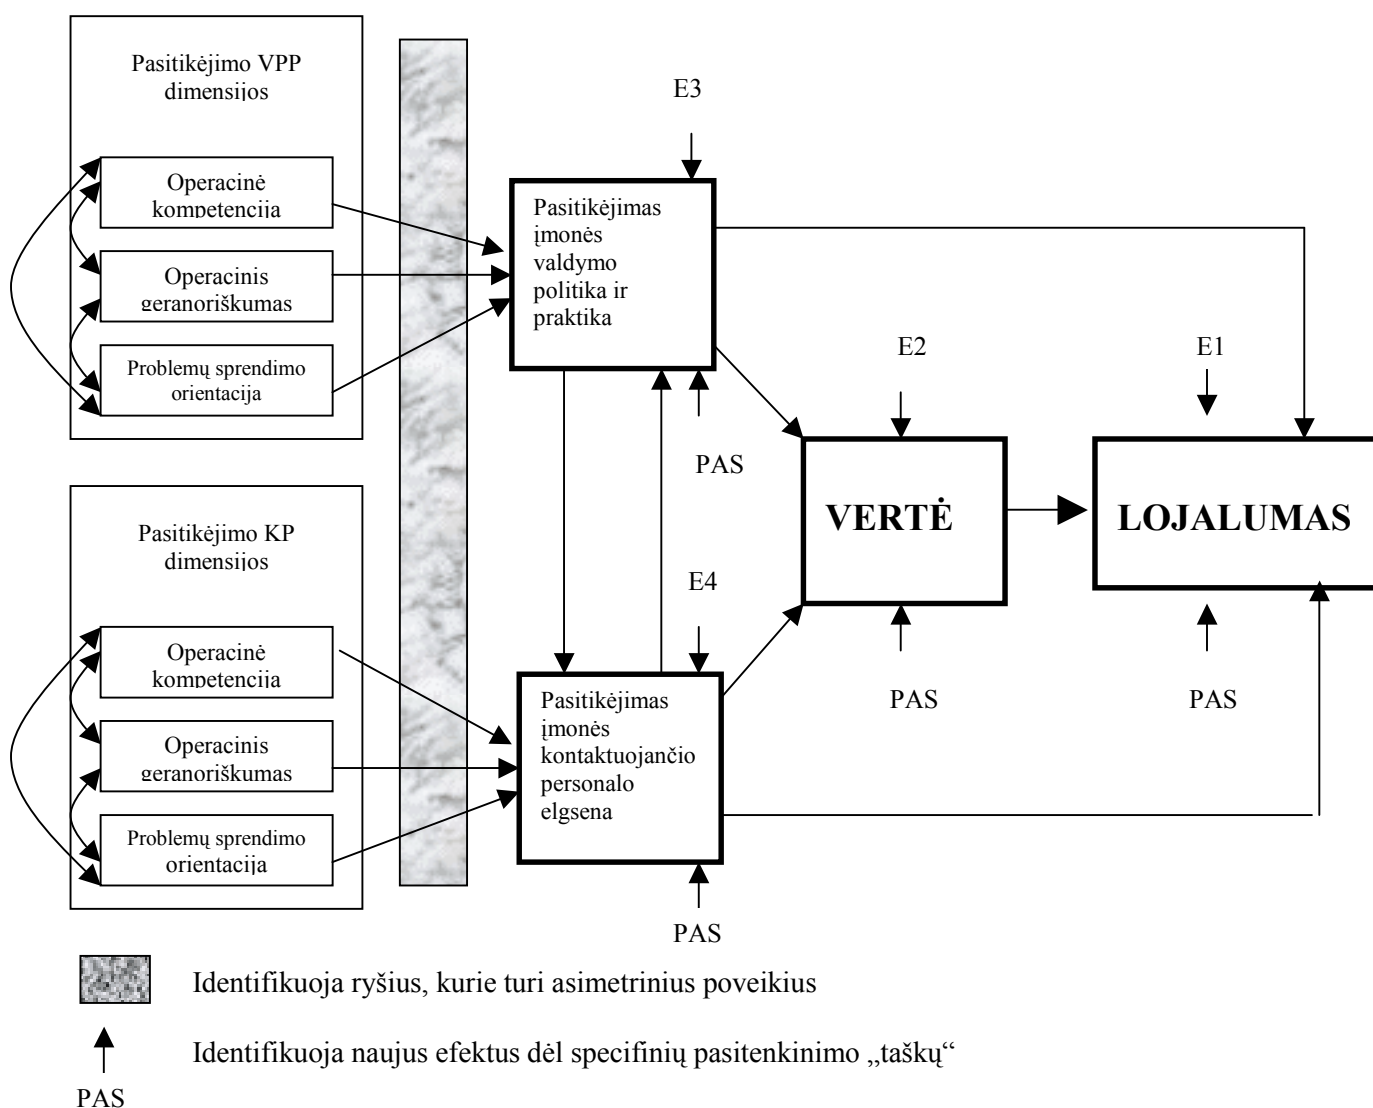 Pasitikėjimo VPP
dimensijos
Operacinė
kompetencija
Operacinis
geranoriškumas
Problemų sprendimo
orientacija
E3
Pasitikėjimas
įmonės
valdymo
politika ir
praktika
PAS
E2
E1
VERTĖ
LOJALUMAS
PAS
PAS
Pasitikėjimo KP
dimensijos
Operacinė
kompetencija
Operacinis
geranoriškumas
Problemų sprendimo
orientacija
E4
Pasitikėjimas
įmonės
kontaktuojančio
personalo
elgsena
PAS
Identifikuoja ryšius, kurie turi asimetrinius poveikius
Identifikuoja naujus efektus dėl specifinių pasitenkinimo „taškų“
PAS